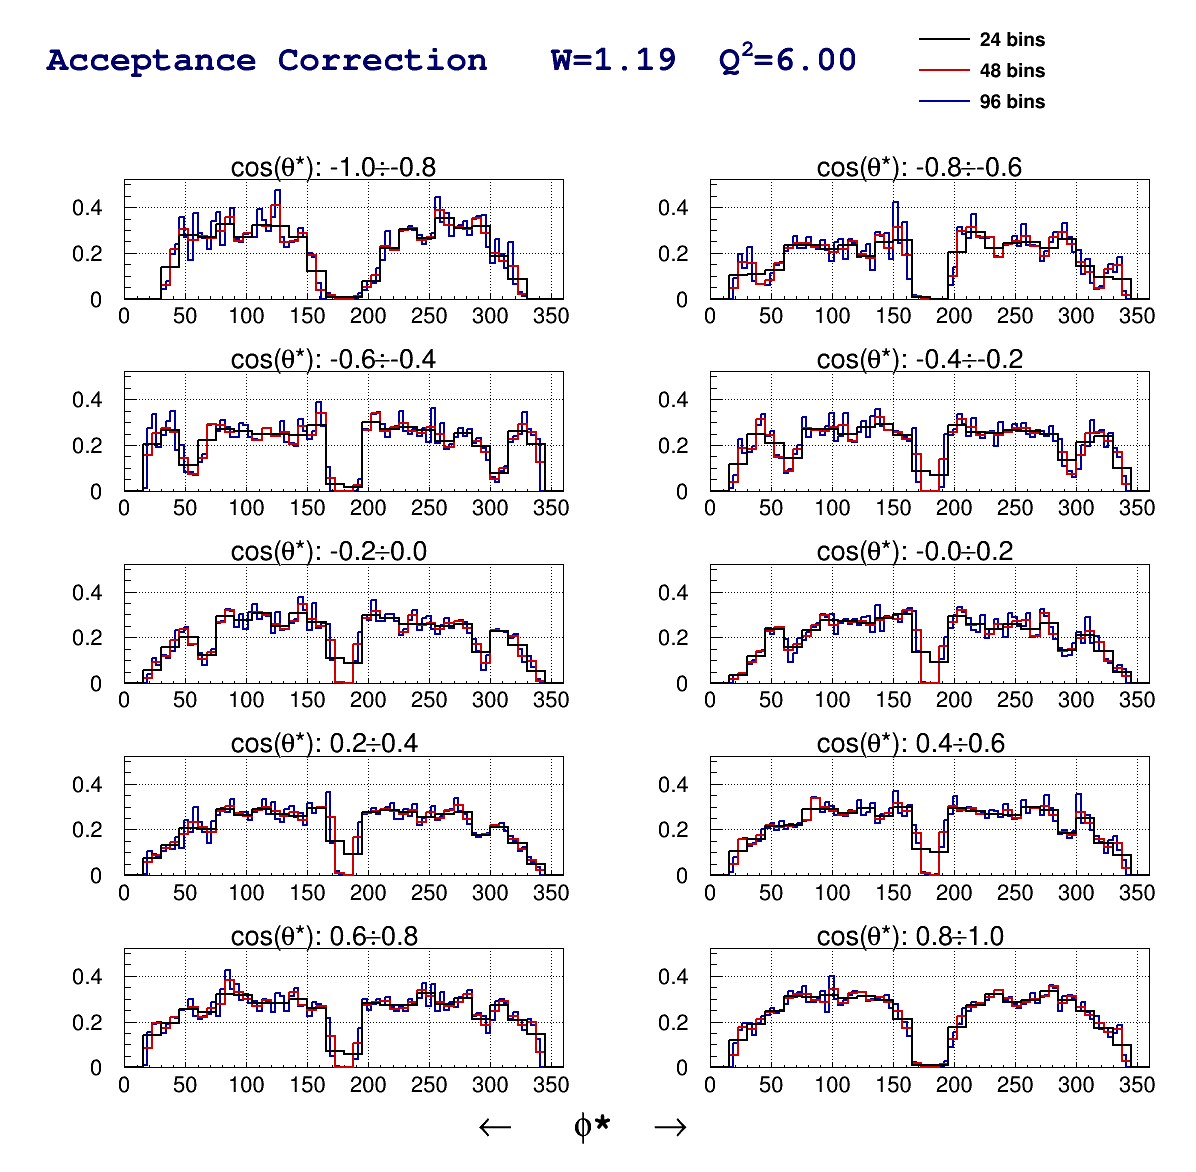 Acceptance Correction W=1.19 Q²=6.00
24 bins
48 bins
96 bins
cos(θ*): -1.0÷-0.8
0.4
0.2
0
0 50 100 150 200 250 300 350
cos(θ*): -0.8÷-0.6
0.4
0.2
0
0 50 100 150 200 250 300 350
cos(θ*): -0.6÷-0.4
0.4
0.2
0
0 50 100 150 200 250 300 350
cos(θ*): -0.4÷-0.2
0.4
0.2
0
0 50 100 150 200 250 300 350
cos(θ*): -0.2÷0.0
0.4
0.2
0
0 50 100 150 200 250 300 350
cos(θ*): -0.0÷0.2
0.4
0.2
0
0 50 100 150 200 250 300 350
cos(θ*): 0.2÷0.4
0.4
0.2
0
0 50 100 150 200 250 300 350
cos(θ*): 0.4÷0.6
0.4
0.2
0
0 50 100 150 200 250 300 350
cos(θ*): 0.6÷0.8
0.4
0.2
0
0 50 100 150 200 250 300 350
cos(θ*): 0.8÷1.0
0.4
0.2
0
0 50 100 150 200 250 300 350
← ϕ* →